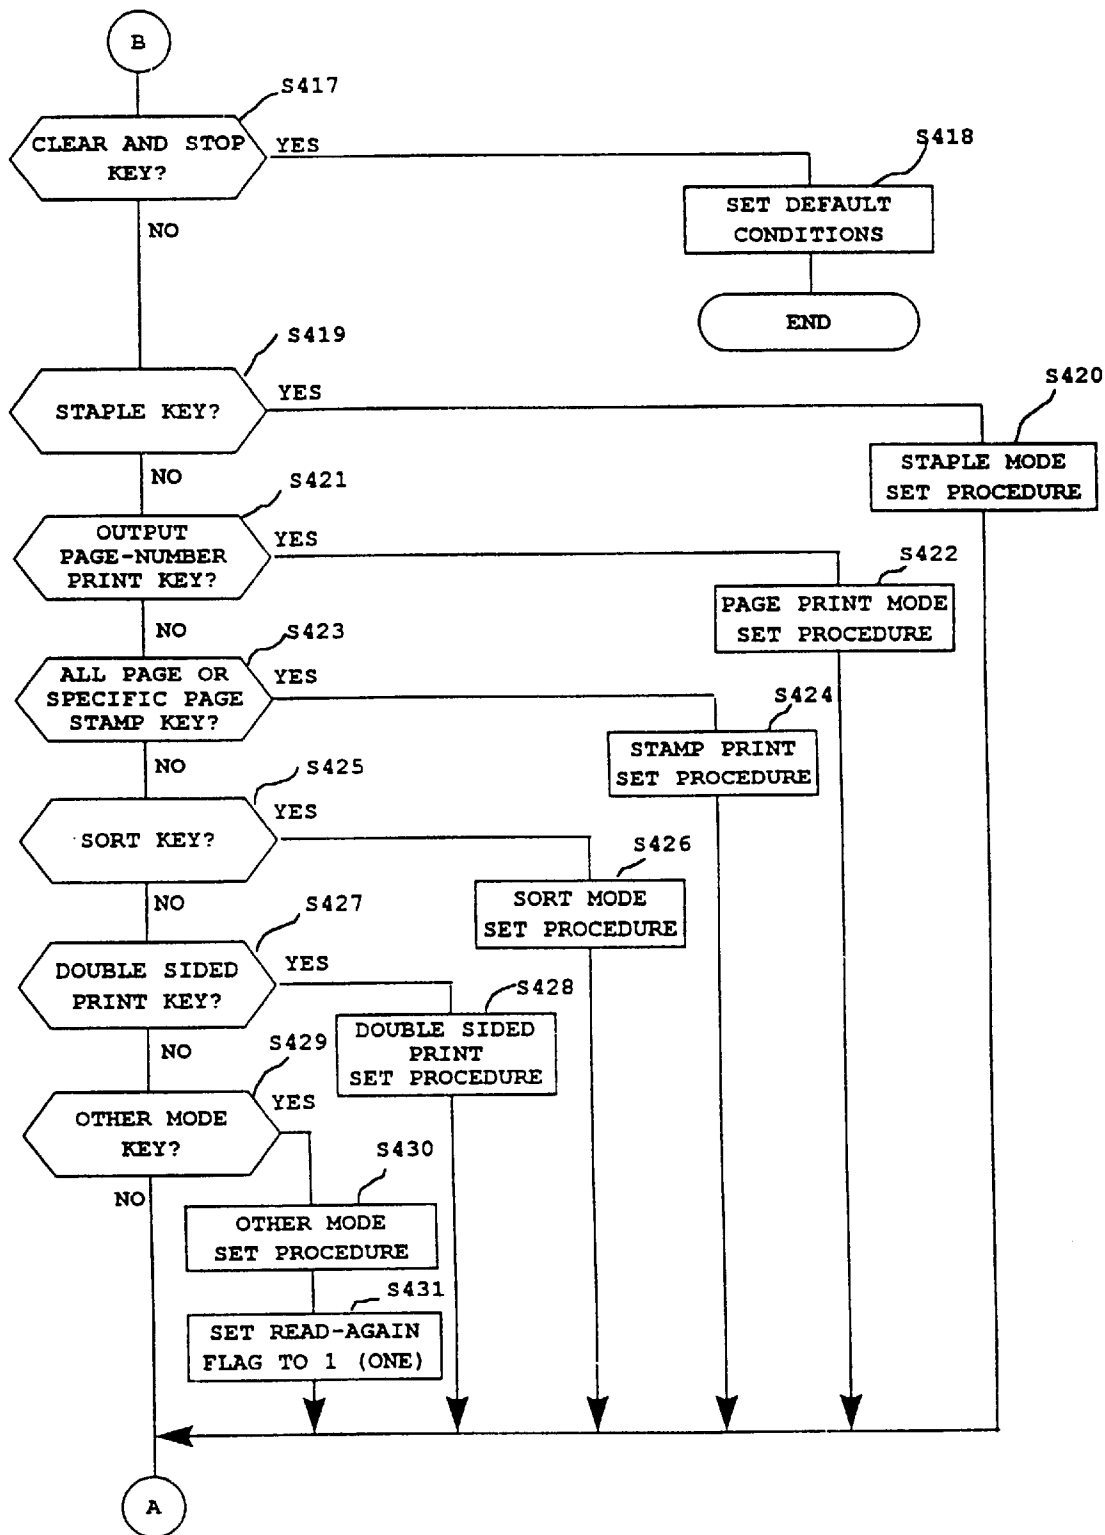 B
S417
CLEAR AND STOP
KEY?
YES
NO
S418
SET DEFAULT
CONDITIONS
END
S419
STAPLE KEY?
YES
NO
S420
STAPLE MODE
SET PROCEDURE
S421
OUTPUT
PAGE-NUMBER
PRINT KEY?
YES
NO
S422
PAGE PRINT MODE
SET PROCEDURE
S423
ALL PAGE OR
SPECIFIC PAGE
STAMP KEY?
YES
NO
S424
STAMP PRINT
SET PROCEDURE
S425
SORT KEY?
YES
NO
S426
SORT MODE
SET PROCEDURE
S427
DOUBLE SIDED
PRINT KEY?
YES
NO
S428
DOUBLE SIDED
PRINT
SET PROCEDURE
S429
OTHER MODE
KEY?
YES
NO
S430
OTHER MODE
SET PROCEDURE
S431
SET READ-AGAIN
FLAG TO 1 (ONE)
A